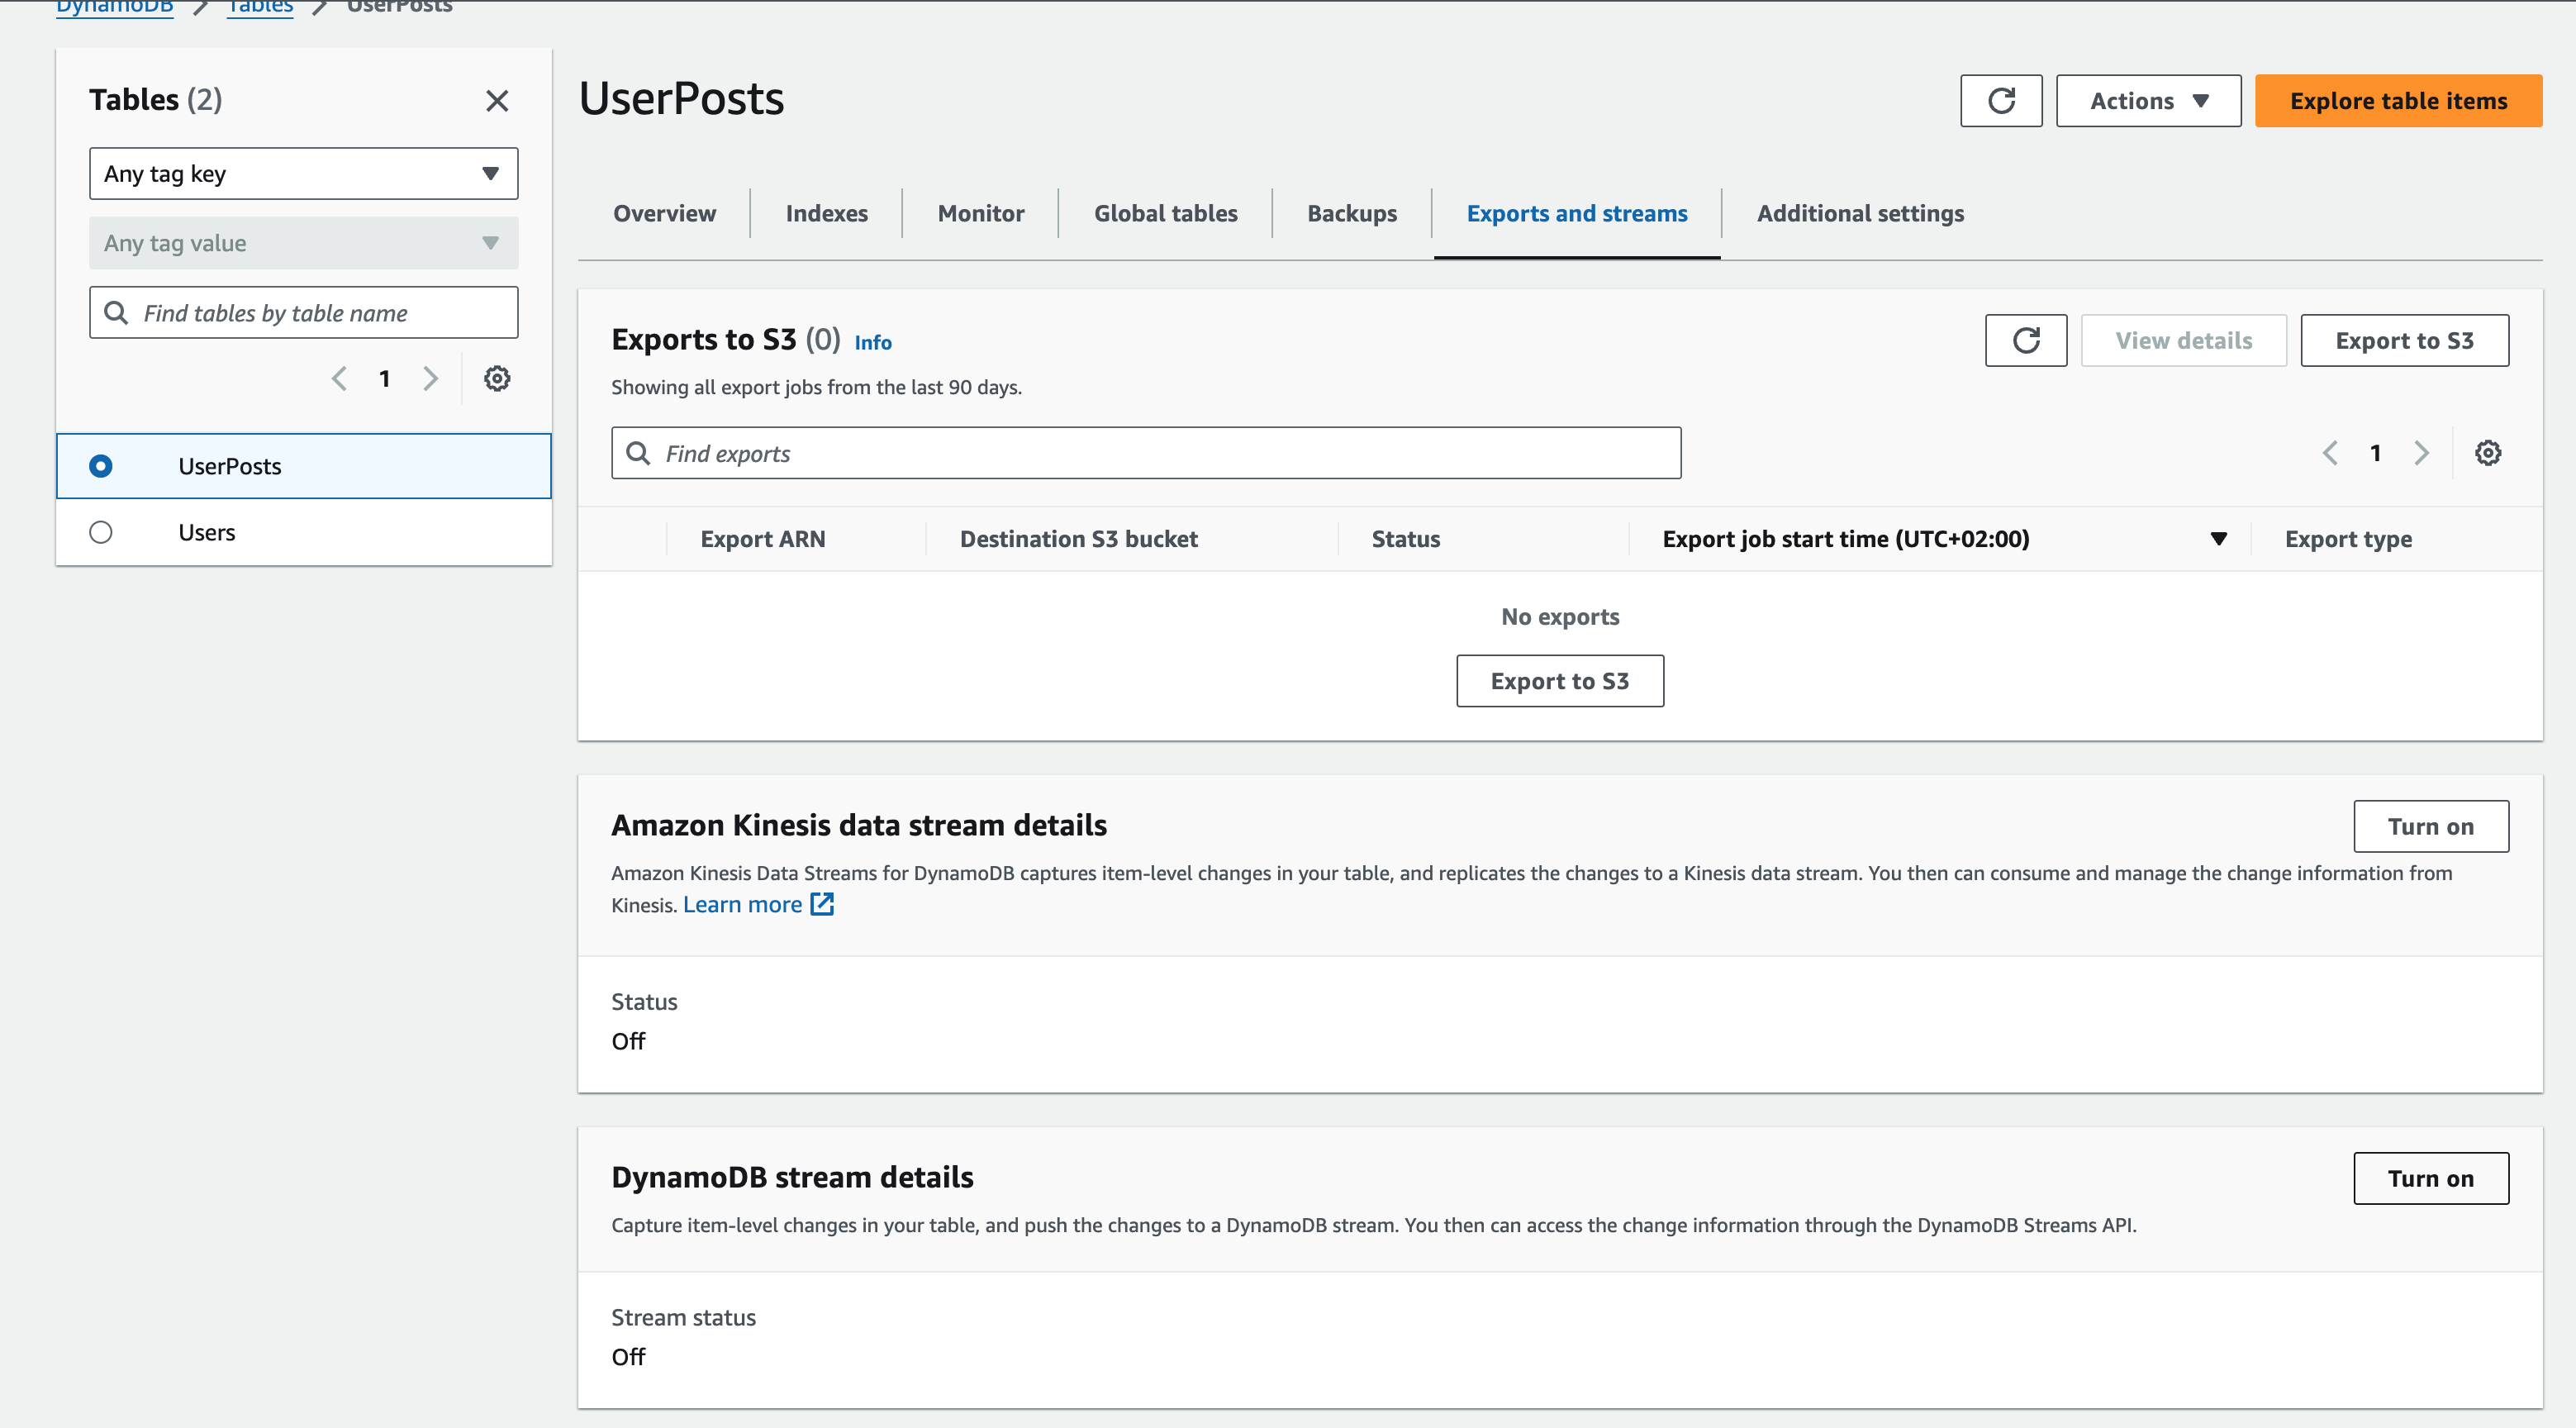 DynamoDB > Tables > UserPosts
Tables (2)
Any tag key
Any tag value
Find tables by table name
1
UserPosts
Users
UserPosts
Actions
Explore table items
Overview
Indexes
Monitor
Global tables
Backups
Exports and streams
Additional settings
Exports to S3 (0) Info
View details
Export to S3
Showing all export jobs from the last 90 days.
Find exports
1
Export ARN
Destination S3 bucket
Status
Export job start time (UTC+02:00)
Export type
No exports
Export to S3
Amazon Kinesis data stream details
Turn on
Amazon Kinesis Data Streams for DynamoDB captures item-level changes in your table, and replicates the changes to a Kinesis data stream. You then can consume and manage the change information from
Kinesis. Learn more
Status
Off
DynamoDB stream details
Turn on
Capture item-level changes in your table, and push the changes to a DynamoDB stream. You then can access the change information through the DynamoDB Streams API.
Stream status
Off